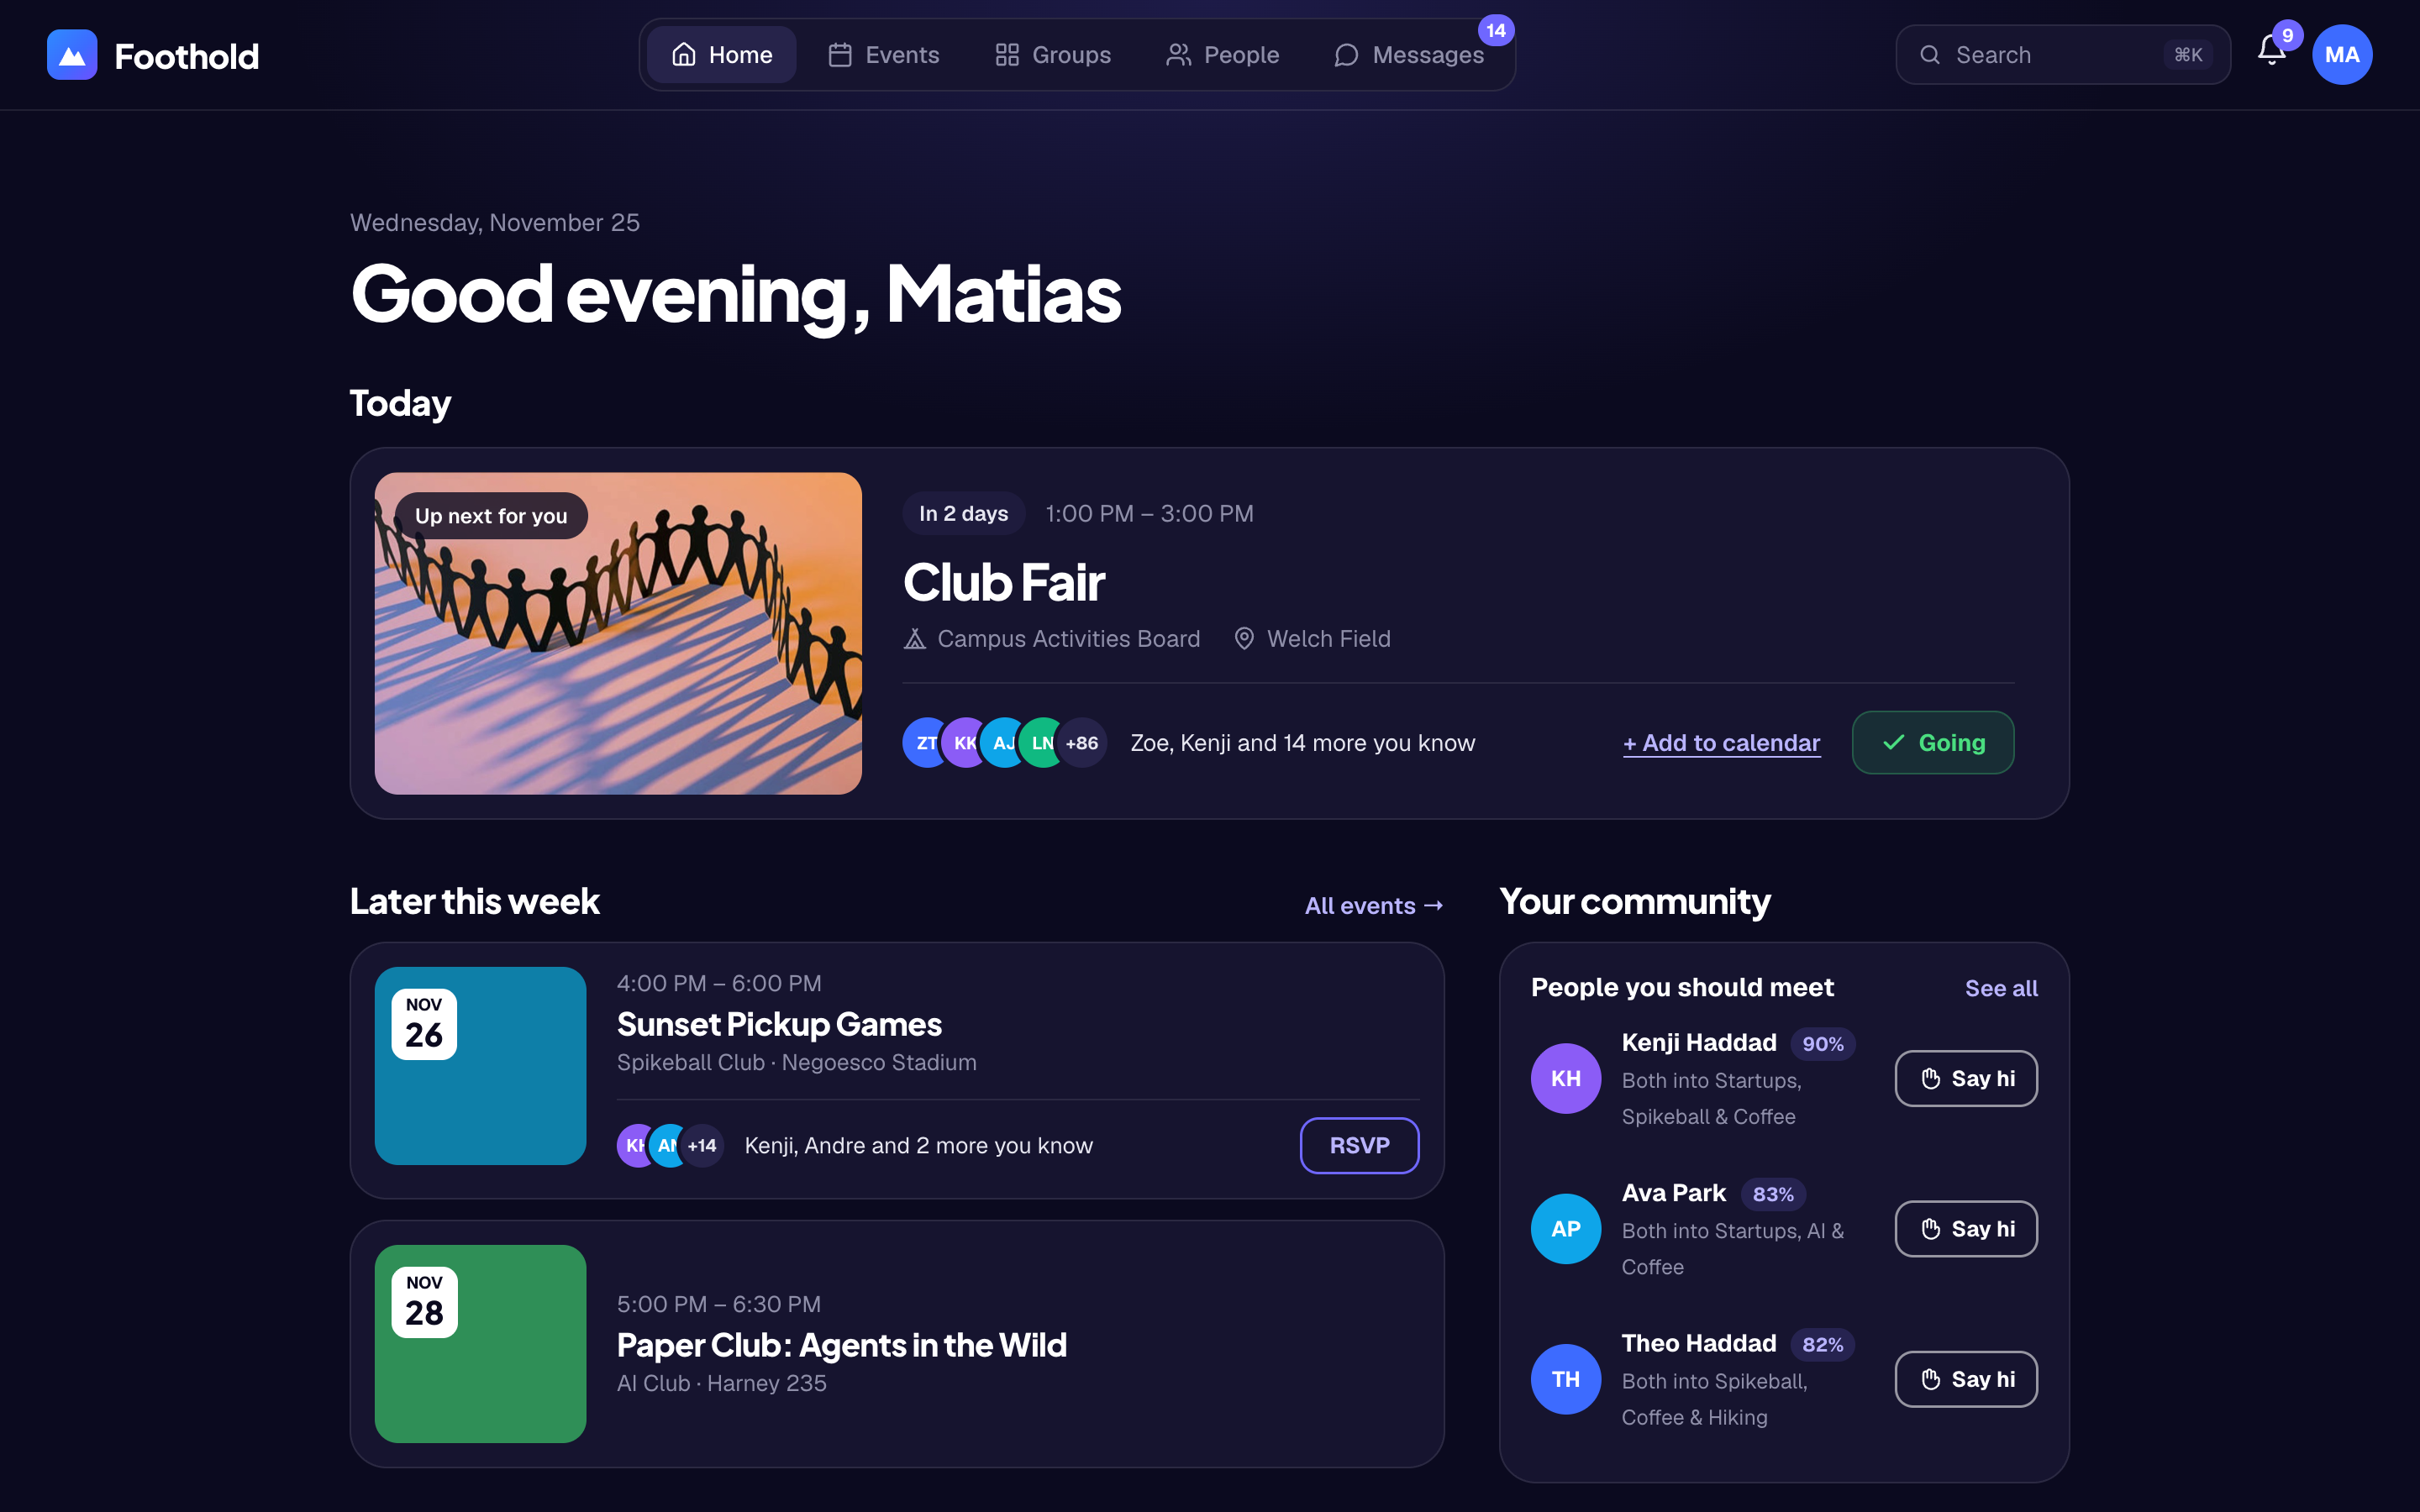 Foothold
Home
Events
Groups
People
Messages
14
Search
⌘K
9
MA
Wednesday, November 25
Good evening, Matias
Today
Up next for you
In 2 days
1:00 PM – 3:00 PM
Club Fair
Campus Activities Board
Welch Field
ZT
KK
AJ
LN
+86
Zoe, Kenji and 14 more you know
+ Add to calendar
Going
Later this week
All events →
NOV
26
4:00 PM – 6:00 PM
Sunset Pickup Games
Spikeball Club · Negoesco Stadium
KH
AN
+14
Kenji, Andre and 2 more you know
RSVP
NOV
28
5:00 PM – 6:30 PM
Paper Club: Agents in the Wild
AI Club · Harney 235
Your community
People you should meet
See all
KH
Kenji Haddad
90%
Both into Startups,
Spikeball & Coffee
Say hi
AP
Ava Park
83%
Both into Startups, AI &
Coffee
Say hi
TH
Theo Haddad
82%
Both into Spikeball,
Coffee & Hiking
Say hi